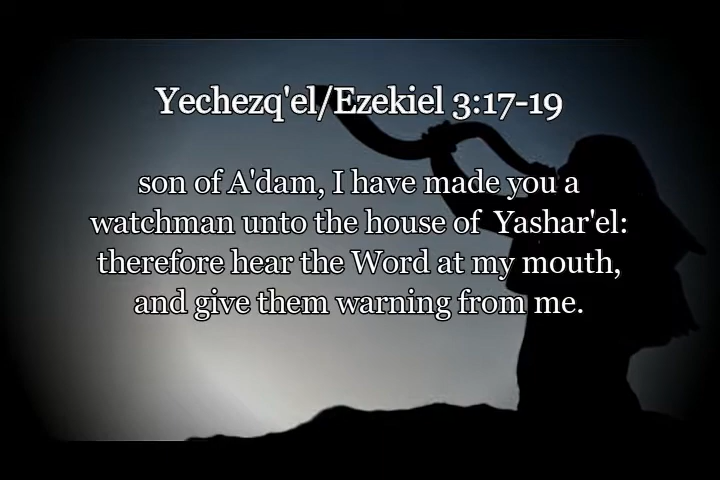 Yechezq'el/Ezekiel 3:17-19
son of A'dam, I have made you a
watchman unto the house of  Yashar'el:
therefore hear the Word at my mouth,
and give them warning from me.